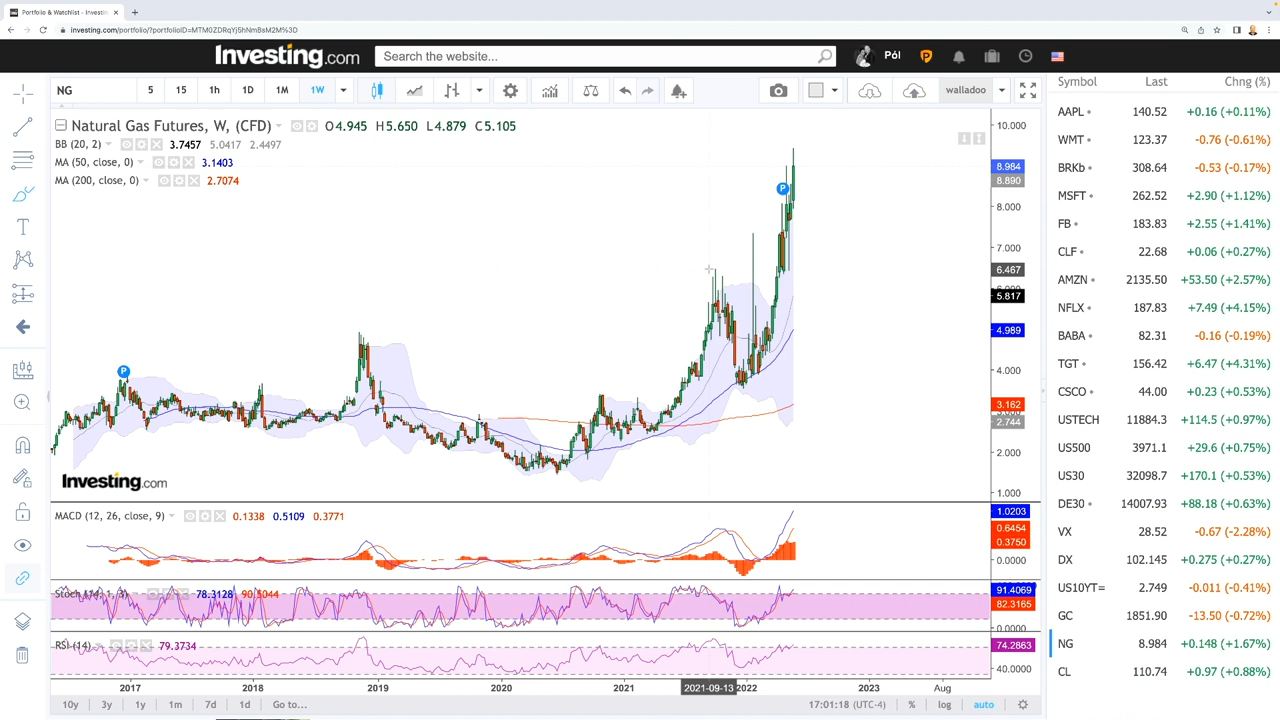 Portfolio & Watchlist - Investi
investing.com/portfolio/?portfolioID=MTM0ZDRqYj5hNmBsM2M%3D
Investing.com
Search the website...
Pól
NG 5 15 1h 1D 1M 1W walladoo
Symbol Last Chng (%)
Natural Gas Futures, W, (CFD) O4.945 H5.650 L4.879 C5.105
BB (20, 2) 3.7457 5.0417 2.4497
MA (50, close, 0) 3.1403
MA (200, close, 0) 2.7074
10.000
8.984
8.890
8.000
7.000
6.467
5.817
4.989
4.000
3.162
2.744
2.000
1.000
P
P
Investing.com
MACD (12, 26, close, 9) 0.1338 0.5109 0.3771
1.0203
0.6454
0.3750
0.0000
78.3128
91.4069
82.3165
0.0000
RSI (14) 79.3734
74.2863
40.0000
2017 2018 2019 2020 2021 2021-09-13 2022 2023 Aug
10y 3y 1y 1m 7d 1d Go to... 17:01:18 (UTC-4) % log auto
AAPL 140.52 +0.16 (+0.11%)
WMT 123.37 -0.76 (-0.61%)
BRKb 308.64 -0.53 (-0.17%)
MSFT 262.52 +2.90 (+1.12%)
FB 183.83 +2.55 (+1.41%)
CLF 22.68 +0.06 (+0.27%)
AMZN 2135.50 +53.50 (+2.57%)
NFLX 187.83 +7.49 (+4.15%)
BABA 82.31 -0.16 (-0.19%)
TGT 156.42 +6.47 (+4.31%)
CSCO 44.00 +0.23 (+0.53%)
USTECH 11884.3 +114.5 (+0.97%)
US500 3971.1 +29.6 (+0.75%)
US30 32098.7 +170.1 (+0.53%)
DE30 14007.93 +88.18 (+0.63%)
VX 28.52 -0.67 (-2.28%)
DX 102.145 +0.275 (+0.27%)
US10YT= 2.749 -0.011 (-0.41%)
GC 1851.90 -13.50 (-0.72%)
NG 8.984 +0.148 (+1.67%)
CL 110.74 +0.97 (+0.88%)